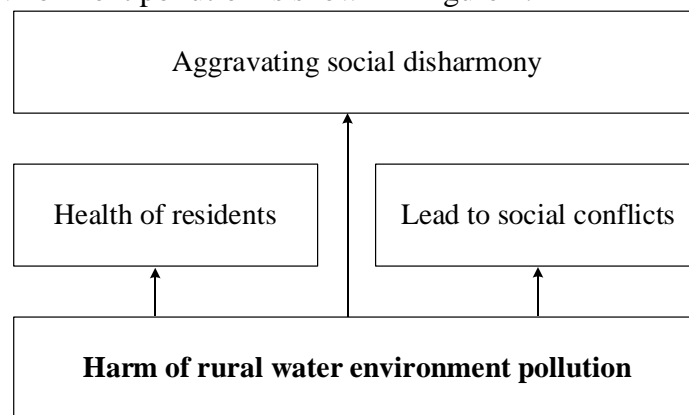 Aggravating social disharmony
Health of residents
Lead to social conflicts
Harm of rural water environment pollution